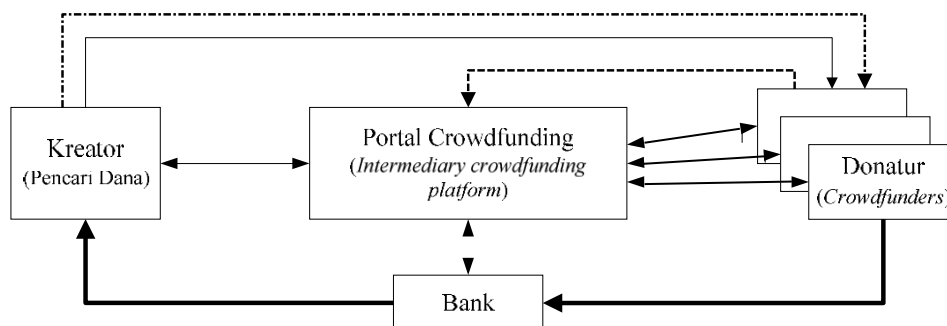 Kreator
(Pencari Dana)
Portal Crowdfunding
(Intermediary crowdfunding
platform)
Donatur
(Crowdfunders)
Bank